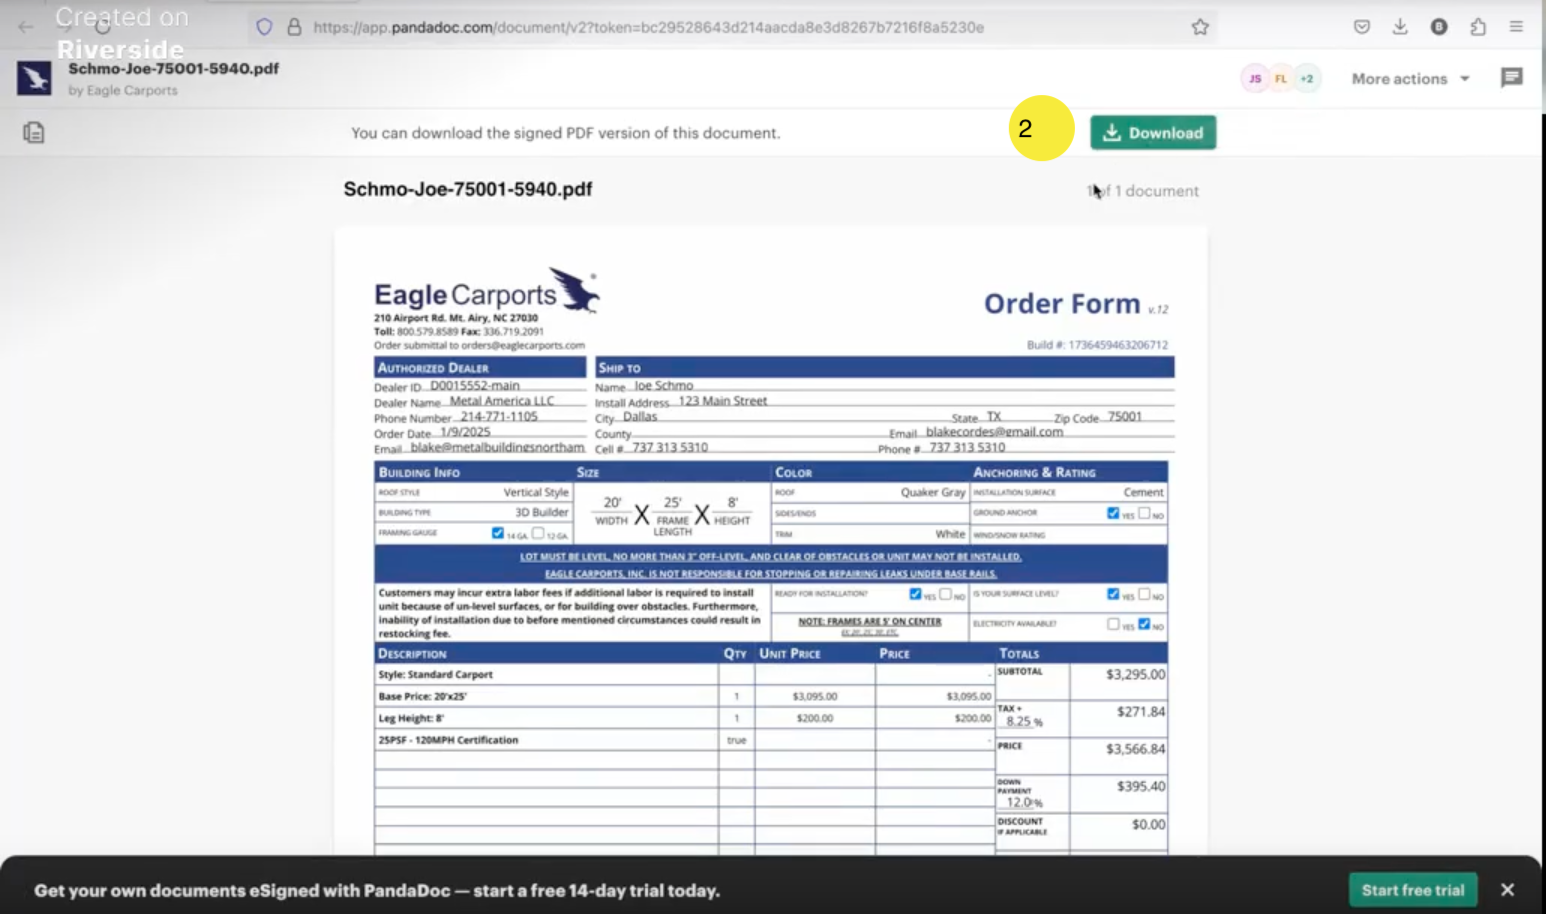 Created on
Riverside
https://app.pandadoc.com/document/v2?token=bc29528643d214aacda8e3d8267b7216f8a5230e
Schmo-Joe-75001-5940.pdf
by Eagle Carports
JS FL +2 More actions
You can download the signed PDF version of this document.
2
Download
Schmo-Joe-75001-5940.pdf
of 1 document
Eagle Carports
210 Airport Rd. Mt. Airy, NC 27030
Toll: 800.579.8589 Fax: 336.719.2091
Order submittal to orders@eaglecarports.com
Order Form v.12
Build #: 1736459463206712
AUTHORIZED DEALER SHIP TO
Dealer ID D0015552-main Name Joe Schmo
Dealer Name Metal America LLC Install Address 123 Main Street
Phone Number 214-771-1105 City Dallas State TX Zip Code 75001
Order Date 1/9/2025 County Email blakecordes@gmail.com
Email blake@metalbuildingsnortham Cell # 737 313 5310 Phone # 737 313 5310
BUILDING INFO SIZE COLOR ANCHORING & RATING
ROOF STYLE Vertical Style 20' X 25' X 8' ROOF Quaker Gray INSTALLATION SURFACE Cement
BUILDING TYPE 3D Builder WIDTH FRAME LENGTH HEIGHT SIDES/ENDS GROUND ANCHOR YES NO
FRAMING GAUGE 14 GA. 12 GA. TRIM White WIND/SNOW RATING
LOT MUST BE LEVEL, NO MORE THAN 3" OFF-LEVEL, AND CLEAR OF OBSTACLES OR UNIT MAY NOT BE INSTALLED.
EAGLE CARPORTS, INC. IS NOT RESPONSIBLE FOR STOPPING OR REPAIRING LEAKS UNDER BASE RAILS.
Customers may incur extra labor fees if additional labor is required to install
unit because of un-level surfaces, or for building over obstacles. Furthermore,
inability of installation due to before mentioned circumstances could result in
restocking fee.
READY FOR INSTALLATION? YES NO IS YOUR SURFACE LEVEL? YES NO
NOTE: FRAMES ARE 5' ON CENTER
ELECTRICITY AVAILABLE? YES NO
DESCRIPTION QTY UNIT PRICE PRICE TOTALS
Style: Standard Carport - SUBTOTAL $3,295.00
Base Price: 20'x25' 1 $3,095.00 $3,095.00
Leg Height: 8' 1 $200.00 $200.00 TAX + 8.25 % $271.84
25PSF - 120MPH Certification true - PRICE $3,566.84
DOWN PAYMENT 12.0% $395.40
DISCOUNT IF APPLICABLE $0.00
Get your own documents eSigned with PandaDoc — start a free 14-day trial today.
Start free trial